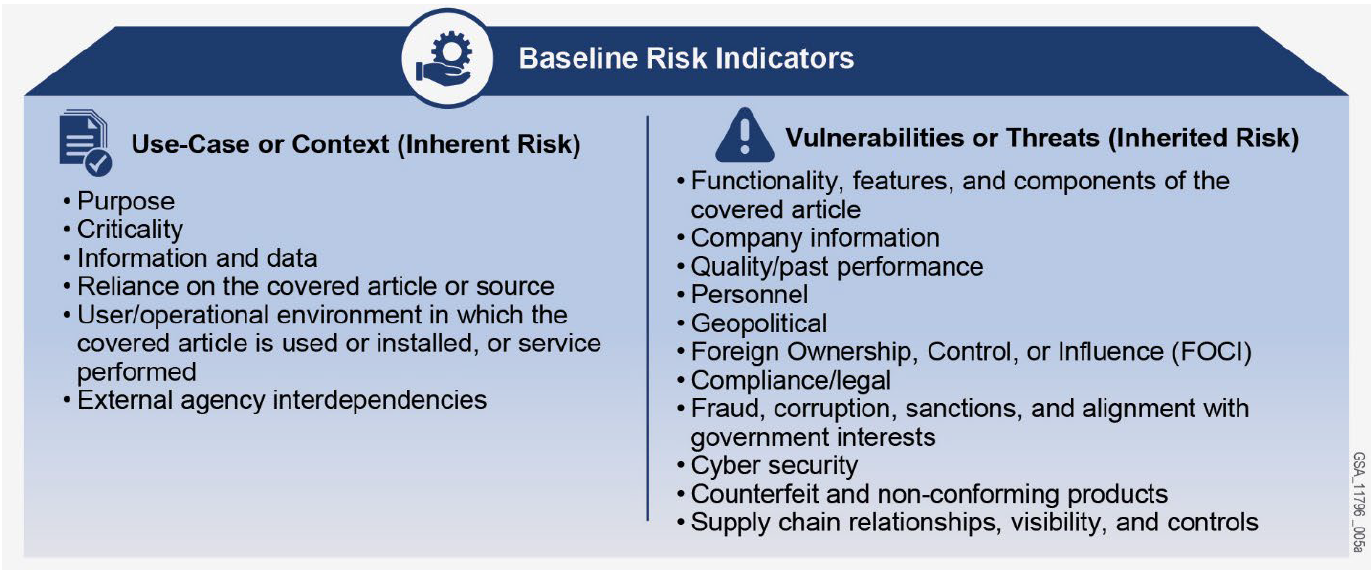 Baseline Risk Indicators
Use-Case or Context (Inherent Risk)
• Purpose
• Criticality
• Information and data
• Reliance on the covered article or source
• User/operational environment in which the
covered article is used or installed, or service
performed
• External agency interdependencies
Vulnerabilities or Threats (Inherited Risk)
• Functionality, features, and components of the
covered article
• Company information
• Quality/past performance
• Personnel
• Geopolitical
• Foreign Ownership, Control, or Influence (FOCI)
• Compliance/legal
• Fraud, corruption, sanctions, and alignment with
government interests
• Cyber security
• Counterfeit and non-conforming products
• Supply chain relationships, visibility, and controls
GSA_11796_005a